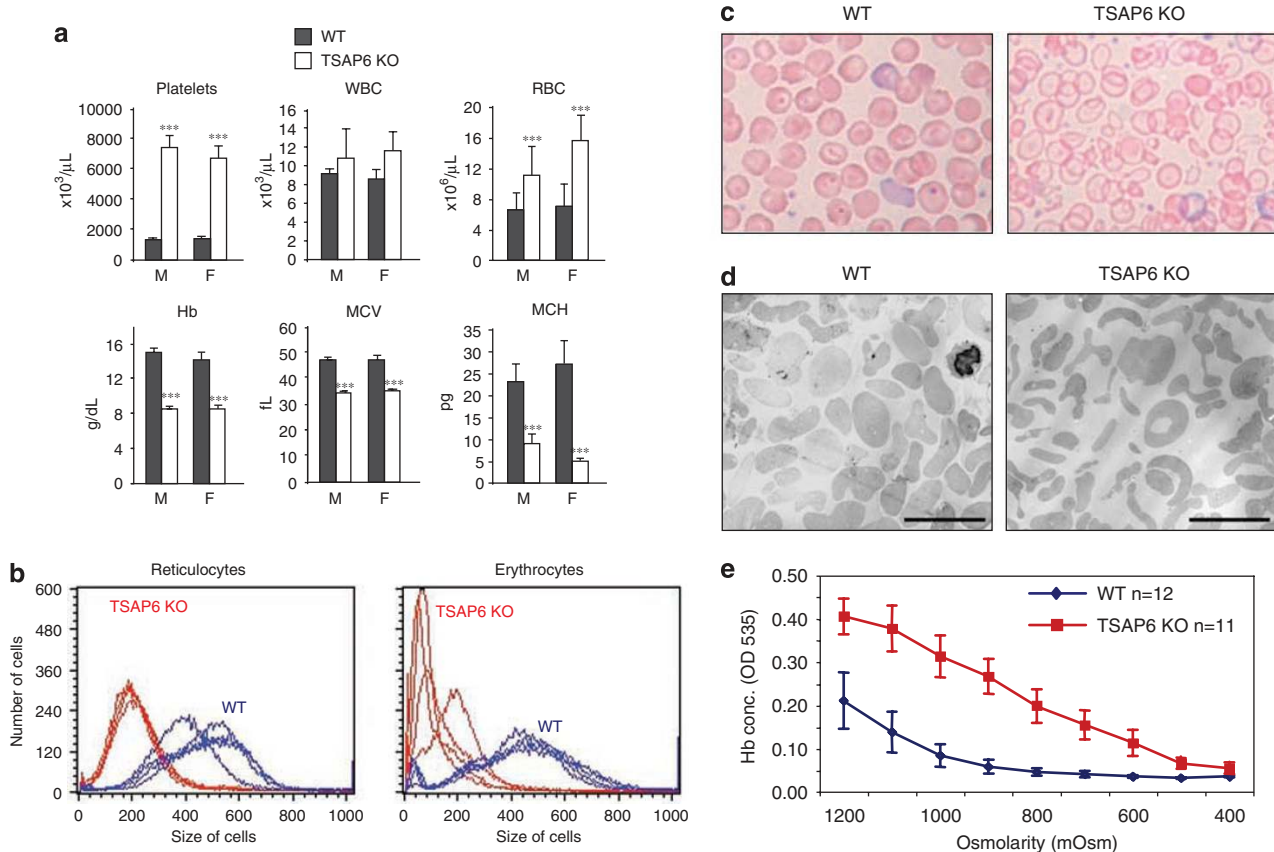 a
WT
TSAP6 KO
Platelets
x10³/µL
10000
8000
6000
4000
2000
0
***
***
M F
WBC
x10³/µL
16
14
12
10
8
6
4
2
0
M F
RBC
x10⁶/µL
20
16
12
8
4
0
***
***
M F
Hb
g/dL
16
12
8
4
0
***
***
M F
MCV
fL
60
50
40
30
20
10
0
***
***
M F
MCH
pg
35
30
25
20
15
10
5
0
***
***
M F
b
Reticulocytes
Number of cells
600
480
360
240
120
0
TSAP6 KO
WT
0 200 400 600 800 1000
Size of cells
Erythrocytes
TSAP6 KO
WT
0 200 400 600 800 1000
Size of cells
c
WT
TSAP6 KO
d
WT
TSAP6 KO
e
Hb conc. (OD 535)
0.50
0.40
0.30
0.20
0.10
0.00
WT n=12
TSAP6 KO n=11
1200 1000 800 600 400
Osmolarity (mOsm)